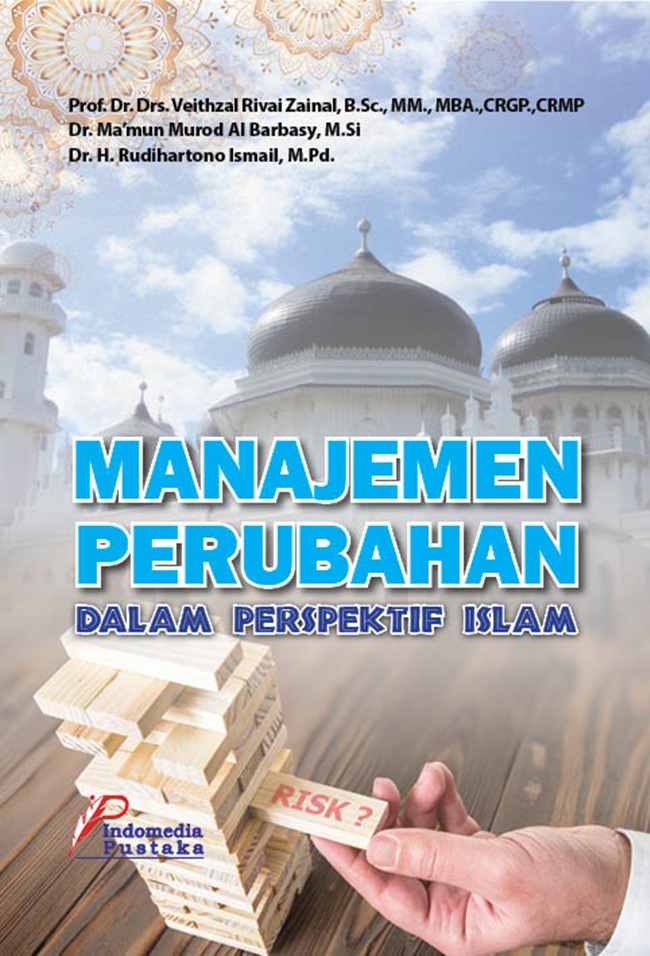 Prof. Dr. Drs. Veithzal Rivai Zainal, B.Sc., MM., MBA.,CRGP.,CRMP
Dr. Ma'mun Murod Al Barbasy, M.Si
Dr. H. Rudihartono Ismail, M.Pd.
MANAJEMEN
PERUBAHAN
DALAM PERSPEKTIF ISLAM
RISK ?
Indomedia
Pustaka